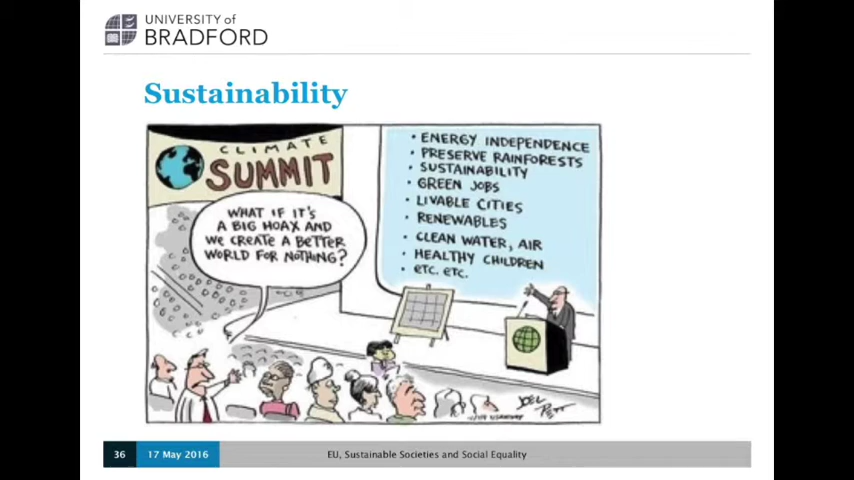 UNIVERSITY of
BRADFORD
Sustainability
CLIMATE
SUMMIT
WHAT IF IT'S
A BIG HOAX AND
WE CREATE A BETTER
WORLD FOR NOTHING?
• ENERGY INDEPENDENCE
• PRESERVE RAINFORESTS
• SUSTAINABILITY
• GREEN JOBS
• LIVABLE CITIES
• RENEWABLES
• CLEAN WATER, AIR
• HEALTHY CHILDREN
• etc. etc.
JOEL
PETT
36
17 May 2016
EU, Sustainable Societies and Social Equality